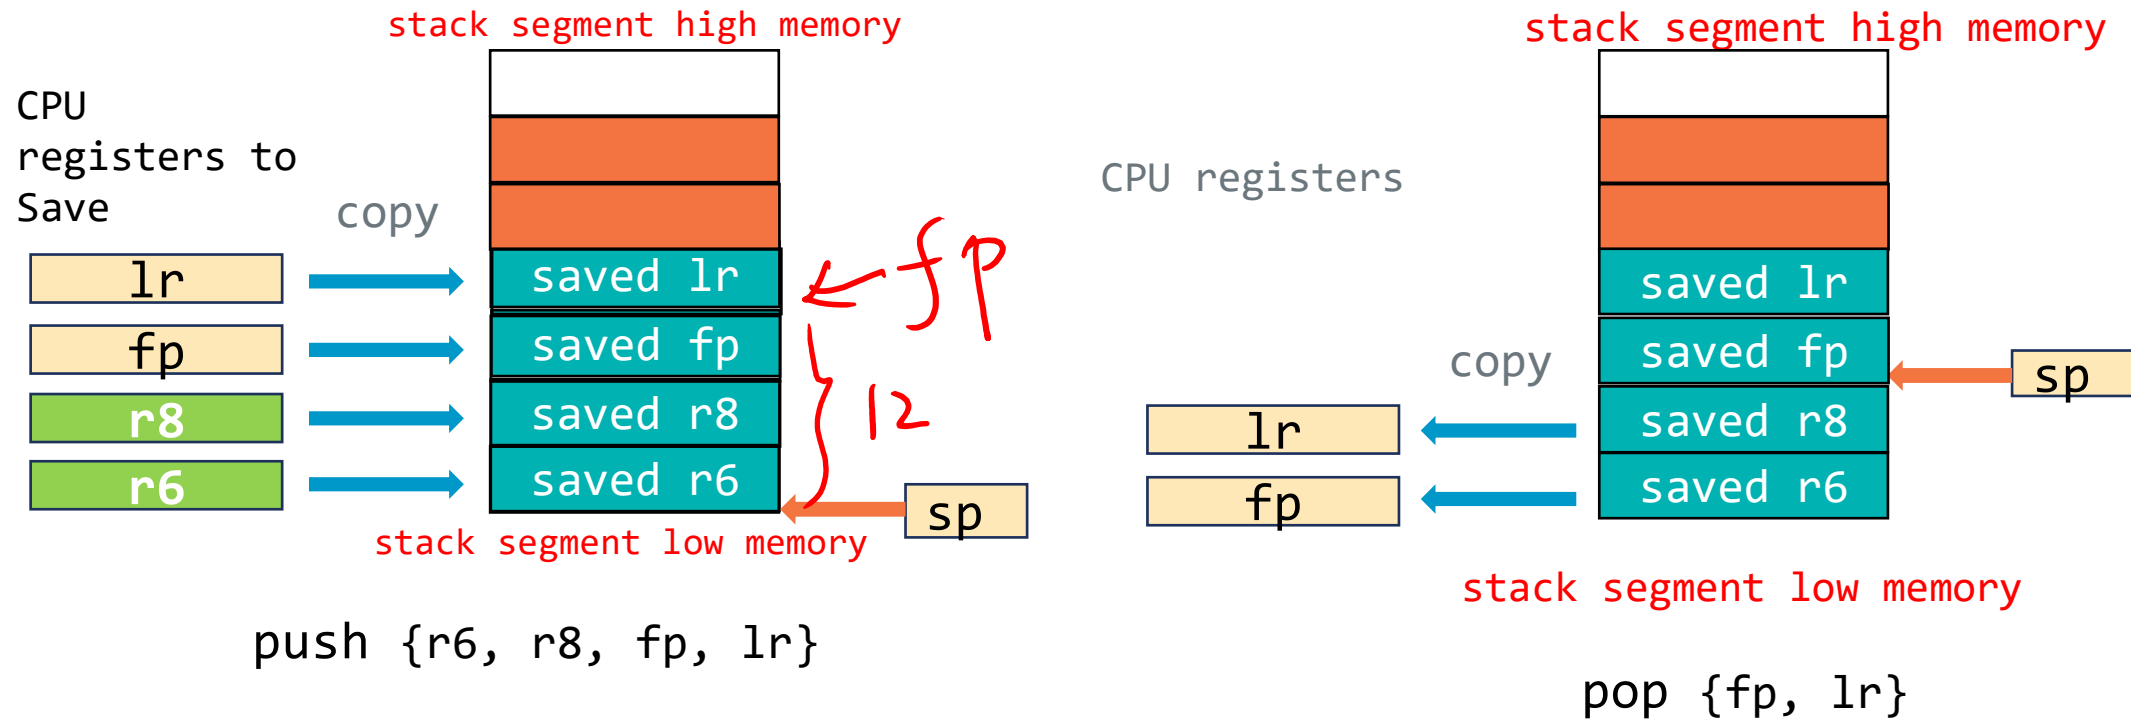 stack segment high memory
CPU
registers to
Save
copy
lr
fp
r8
r6
saved lr
saved fp
saved r8
saved r6
fp
12
sp
stack segment low memory
push {r6, r8, fp, lr}
stack segment high memory
CPU registers
copy
lr
fp
saved lr
saved fp
saved r8
saved r6
sp
stack segment low memory
pop {fp, lr}